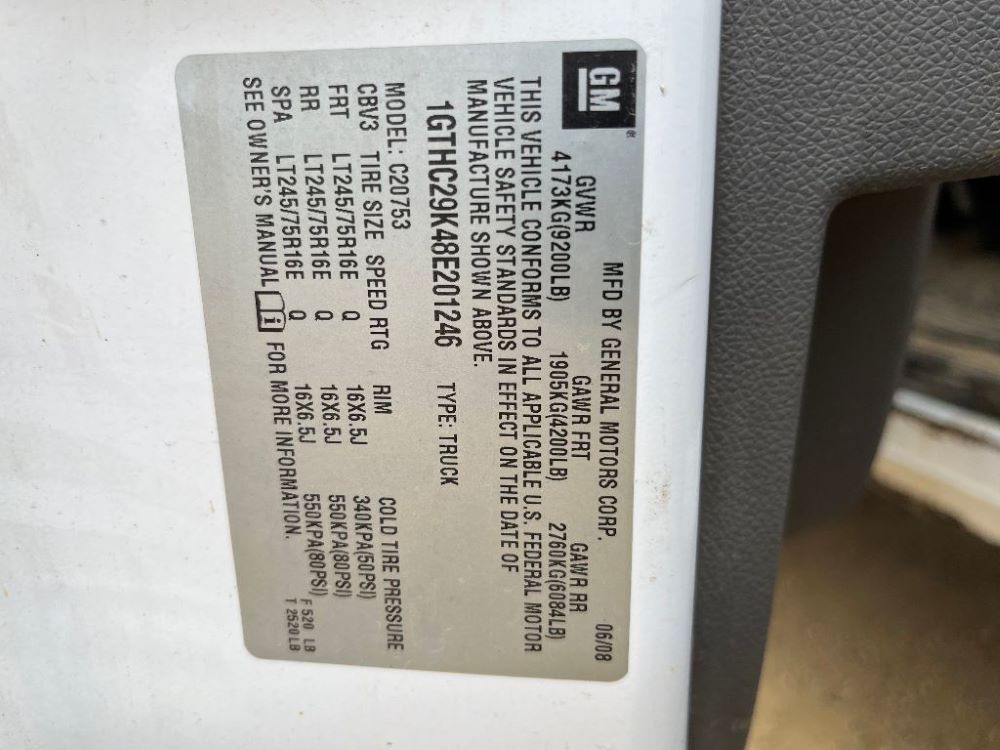 GM
MFD BY GENERAL MOTORS CORP. 06/08
GVWR GAWR FRT GAWR RR
4173KG(9200LB) 1905KG(4200LB) 2760KG(6084LB)
THIS VEHICLE CONFORMS TO ALL APPLICABLE U.S. FEDERAL MOTOR
VEHICLE SAFETY STANDARDS IN EFFECT ON THE DATE OF
MANUFACTURE SHOWN ABOVE.
1GTHC29K48E201246 TYPE: TRUCK
MODEL: C20753
CBV3 TIRE SIZE SPEED RTG RIM COLD TIRE PRESSURE
FRT LT245/75R16E Q 16X6.5J 340KPA(50PSI)
RR LT245/75R16E Q 16X6.5J 550KPA(80PSI)
SPA LT245/75R16E Q 16X6.5J 550KPA(80PSI)
SEE OWNER'S MANUAL i FOR MORE INFORMATION.
F 520 LB
T 2520 LB